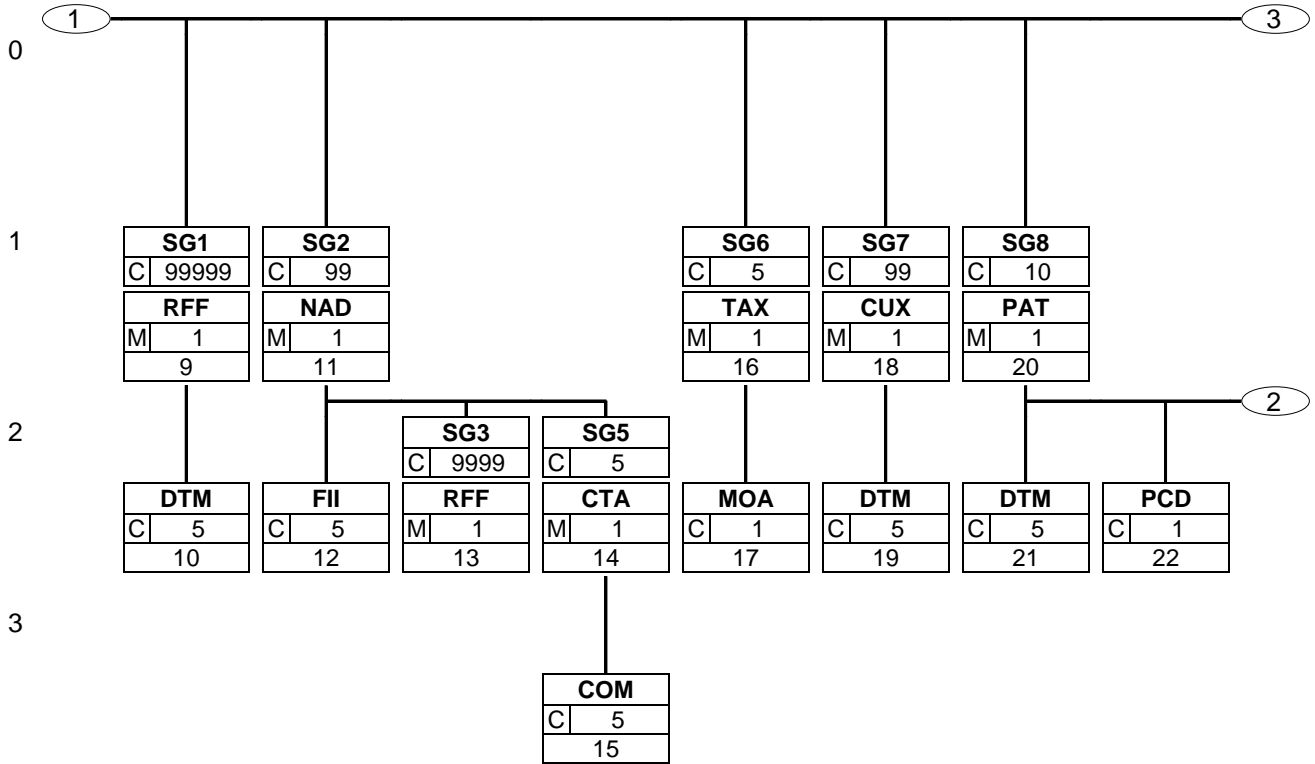 1 3
0
1
SG1 SG2 SG6 SG7 SG8
C 99999 C 99 C 5 C 99 C 10
RFF NAD TAX CUX PAT
M 1 M 1 M 1 M 1 M 1
9 11 16 18 20
2
2
SG3 SG5
C 9999 C 5
DTM FII RFF CTA MOA DTM DTM PCD
C 5 C 5 M 1 M 1 C 1 C 5 C 5 C 1
10 12 13 14 17 19 21 22
3
COM
C 5
15